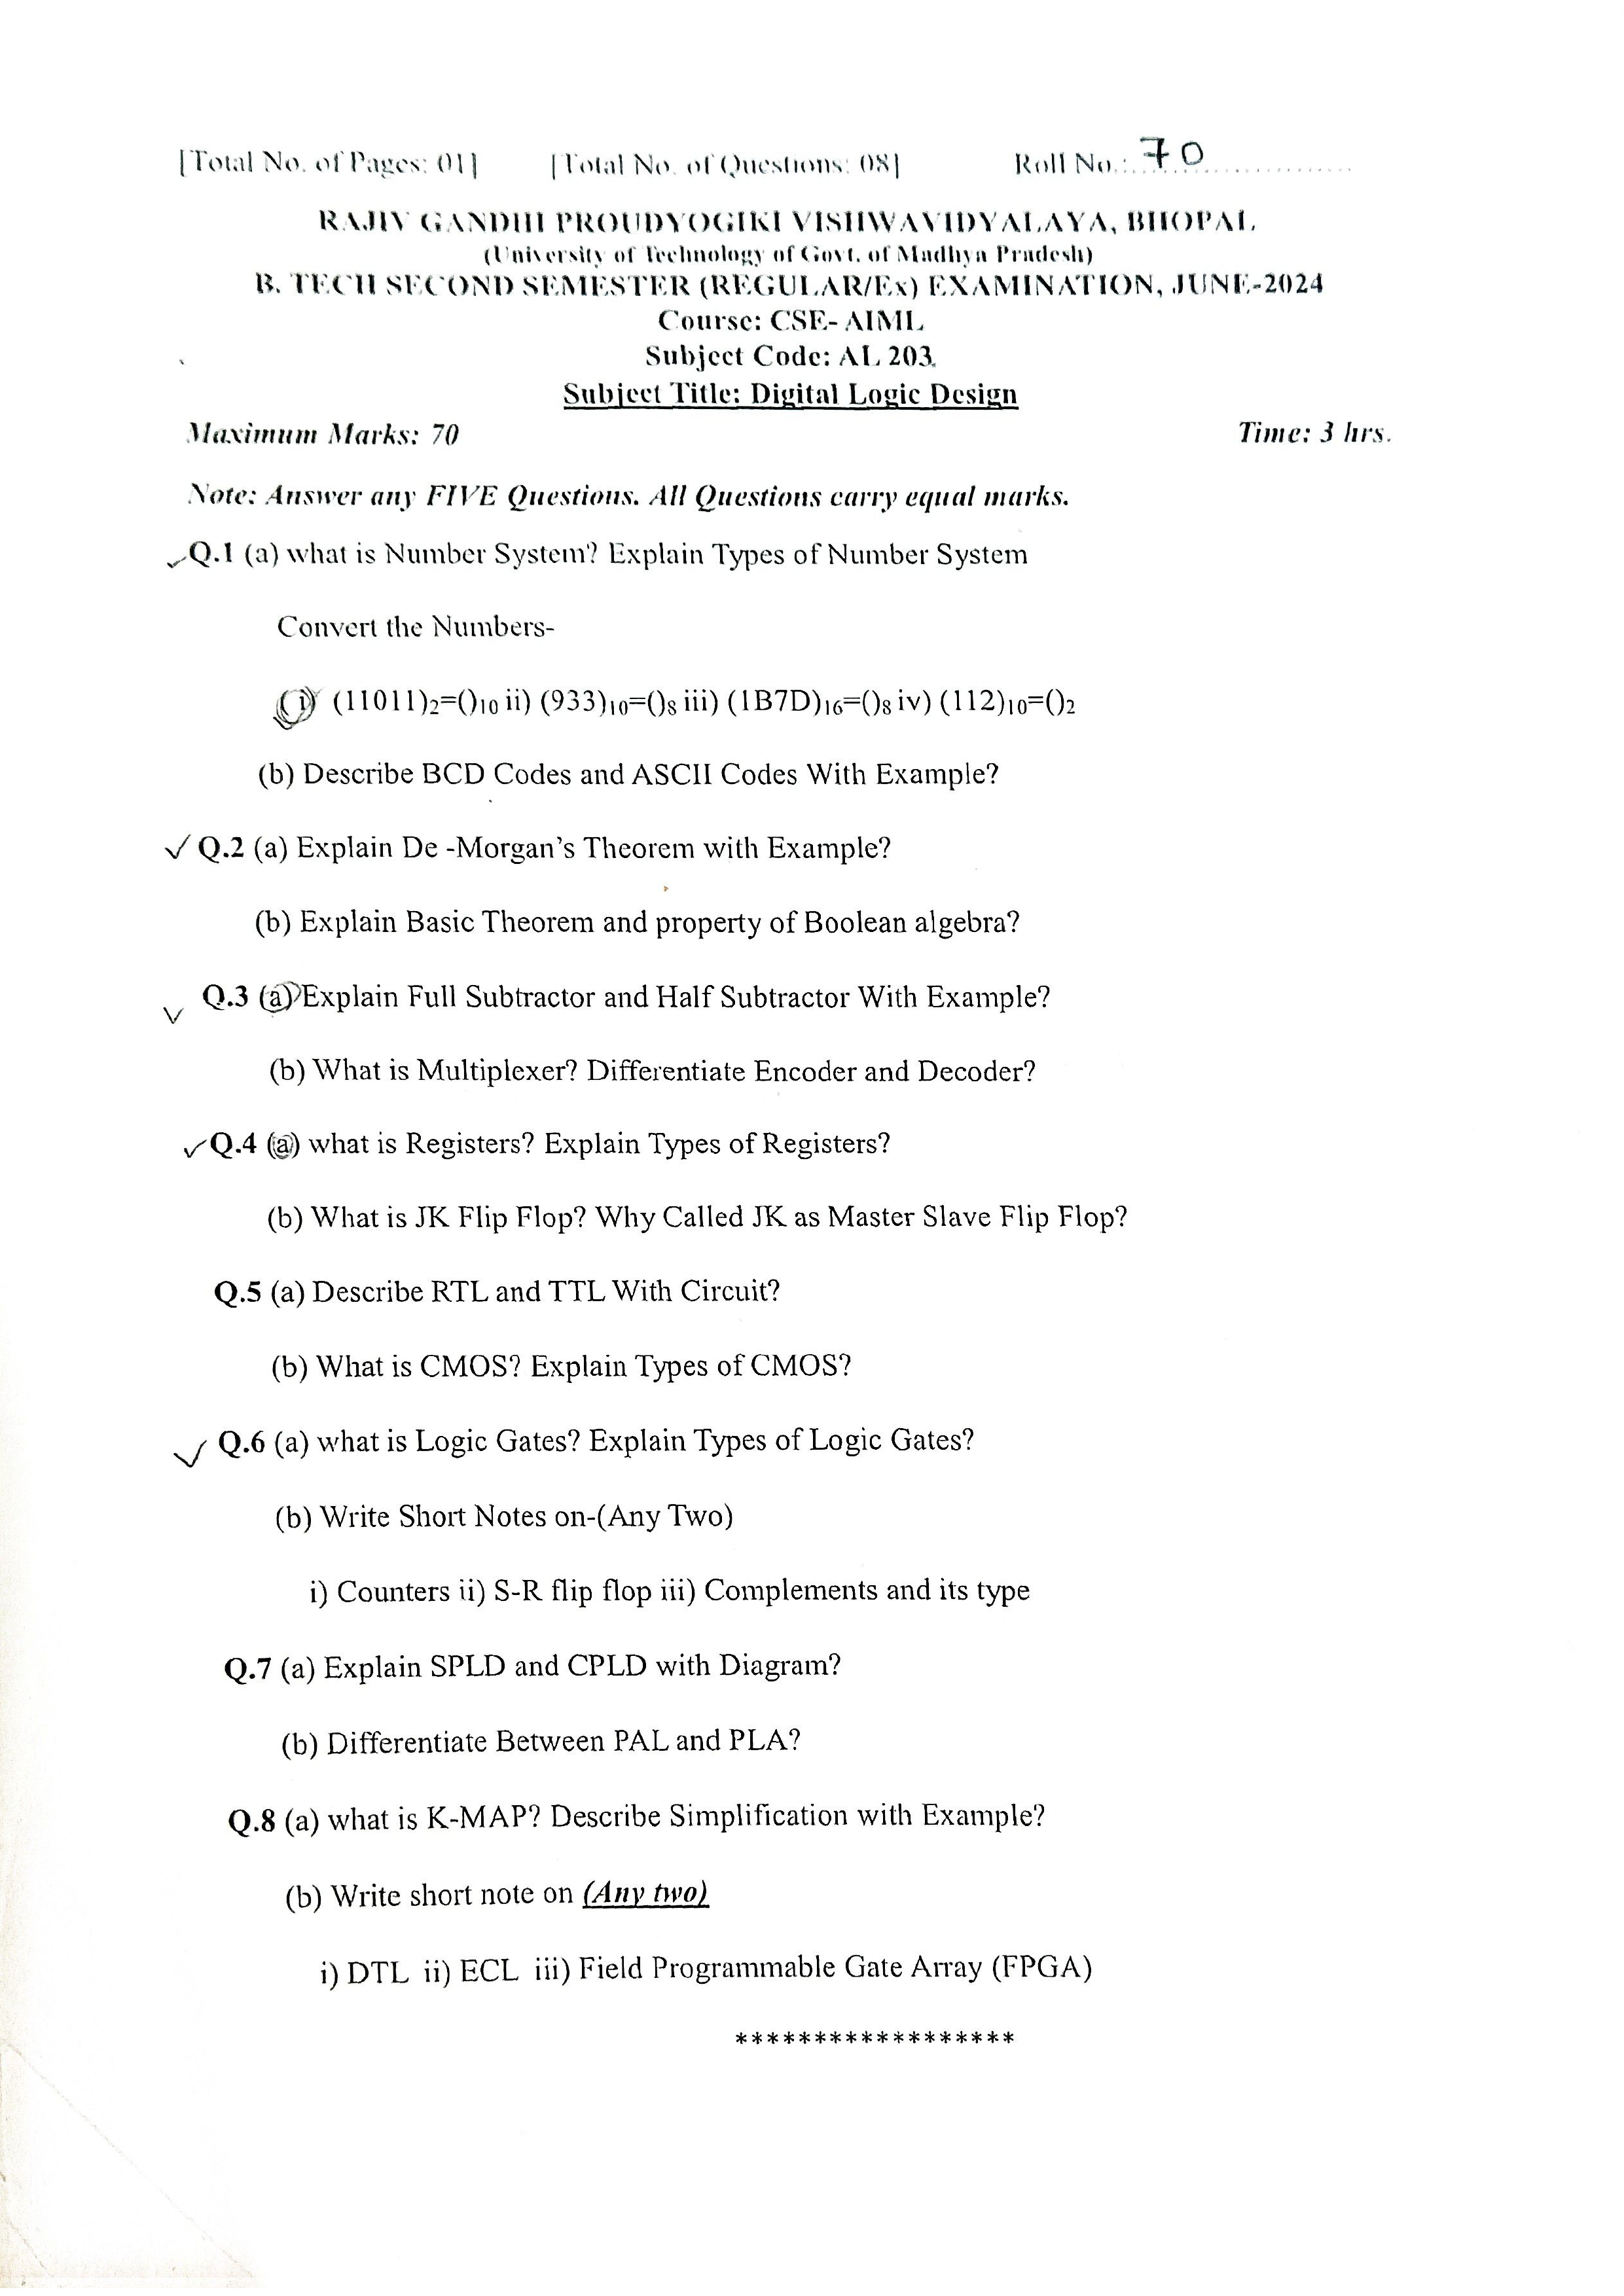 [Total No. of Pages: 01] [Total No. of Questions: 08] Roll No.: 70
RAJIV GANDHI PROUDYOGIKI VISHWAVIDYALAYA, BHOPAL
(University of Technology of Govt. of Madhya Pradesh)
B. TECH SECOND SEMESTER (REGULAR/Ex) EXAMINATION, JUNE-2024
Course: CSE- AIML
Subject Code: AL 203
Subject Title: Digital Logic Design
Maximum Marks: 70 Time: 3 hrs.
Note: Answer any FIVE Questions. All Questions carry equal marks.
Q.1 (a) what is Number System? Explain Types of Number System
Convert the Numbers-
(i) (11011)₂=()₁₀ ii) (933)₁₀=()₈ iii) (1B7D)₁₆=()₈ iv) (112)₁₀=()₂
(b) Describe BCD Codes and ASCII Codes With Example?
Q.2 (a) Explain De -Morgan's Theorem with Example?
(b) Explain Basic Theorem and property of Boolean algebra?
Q.3 (a) Explain Full Subtractor and Half Subtractor With Example?
(b) What is Multiplexer? Differentiate Encoder and Decoder?
Q.4 (a) what is Registers? Explain Types of Registers?
(b) What is JK Flip Flop? Why Called JK as Master Slave Flip Flop?
Q.5 (a) Describe RTL and TTL With Circuit?
(b) What is CMOS? Explain Types of CMOS?
Q.6 (a) what is Logic Gates? Explain Types of Logic Gates?
(b) Write Short Notes on-(Any Two)
i) Counters ii) S-R flip flop iii) Complements and its type
Q.7 (a) Explain SPLD and CPLD with Diagram?
(b) Differentiate Between PAL and PLA?
Q.8 (a) what is K-MAP? Describe Simplification with Example?
(b) Write short note on (Any two)
i) DTL ii) ECL iii) Field Programmable Gate Array (FPGA)
******************